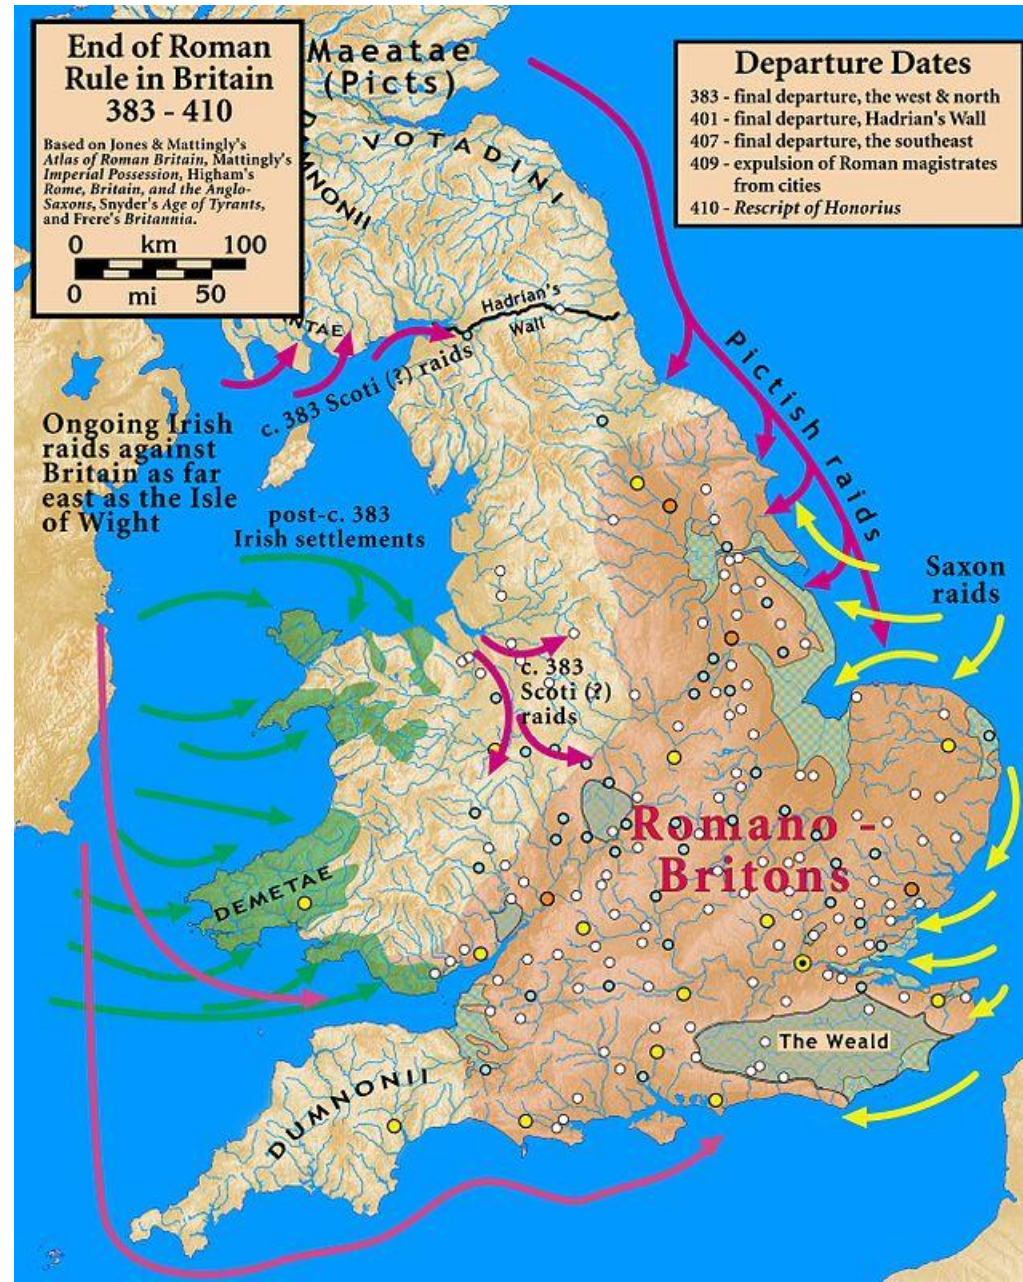 End of Roman
Rule in Britain
383 - 410
Based on Jones & Mattingly's
Atlas of Roman Britain, Mattingly's
Imperial Possession, Higham's
Rome, Britain, and the Anglo-
Saxons, Snyder's Age of Tyrants,
and Frere's Britannia.
0 km 100
0 mi 50
Maeatae
(Picts)
VOTADINI
MNONII
NTAE
Departure Dates
383 - final departure, the west & north
401 - final departure, Hadrian's Wall
407 - final departure, the southeast
409 - expulsion of Roman magistrates
from cities
410 - Rescript of Honorius
Hadrian's
Wall
c. 383 Scoti (?) raids
Pictish raids
Ongoing Irish
raids against
Britain as far
east as the Isle
of Wight
post-c. 383
Irish settlements
Saxon
raids
c. 383
Scoti (?)
raids
Romano -
Britons
DEMETAE
The Weald
DUMNONII